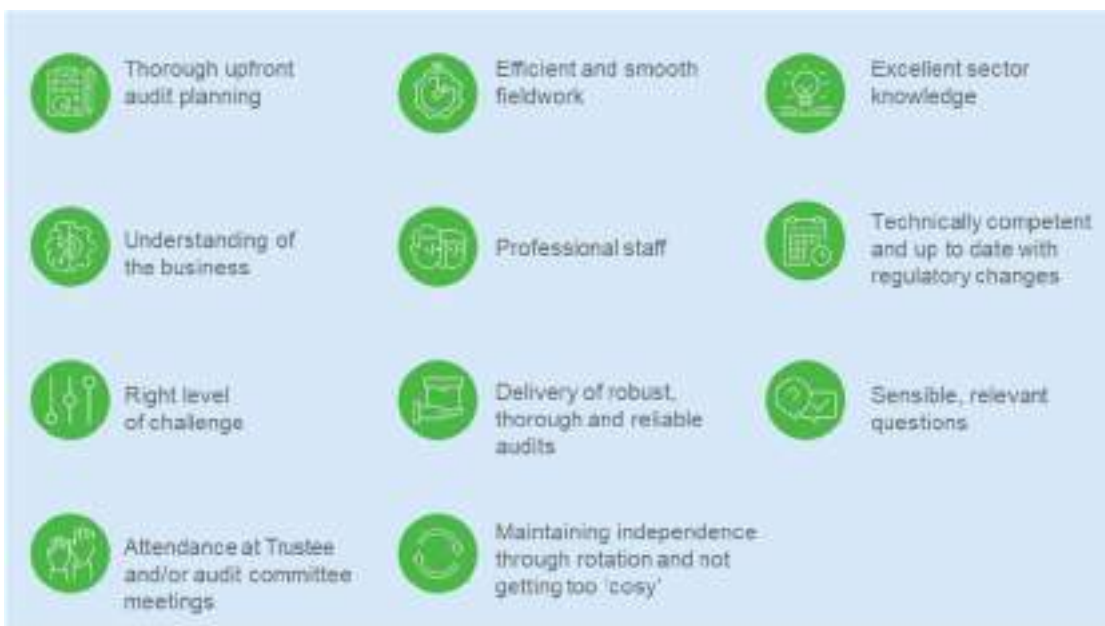 Thorough upfront
audit planning
Efficient and smooth
fieldwork
Excellent sector
knowledge
Understanding of
the business
Professional staff
Technically competent
and up to date with
regulatory changes
Right level
of challenge
Delivery of robust,
thorough and reliable
audits
Sensible, relevant
questions
Attendance at Trustee
and/or audit committee
meetings
Maintaining independence
through rotation and not
getting too 'cosy'